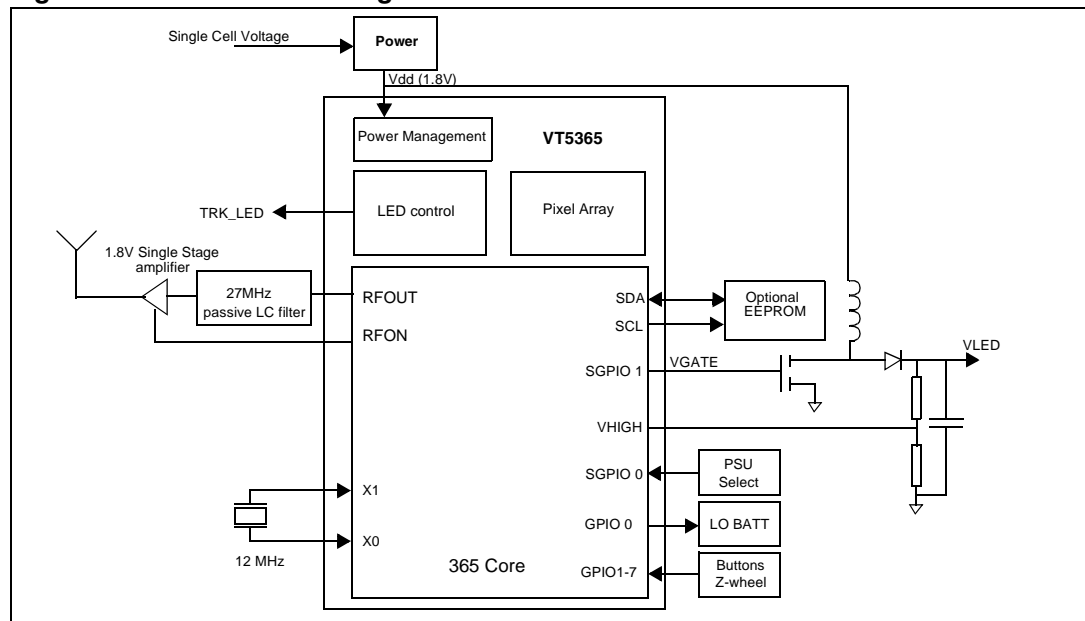 Single Cell Voltage
Power
Vdd (1.8V)
Power Management
VT5365
TRK_LED
LED control
Pixel Array
1.8V Single Stage
amplifier
27MHz
passive LC filter
RFOUT
RFON
SDA
SCL
Optional
EEPROM
SGPIO 1
VGATE
VLED
VHIGH
SGPIO 0
PSU
Select
X1
GPIO 0
LO BATT
X0
12 MHz
365 Core
GPIO1-7
Buttons
Z-wheel